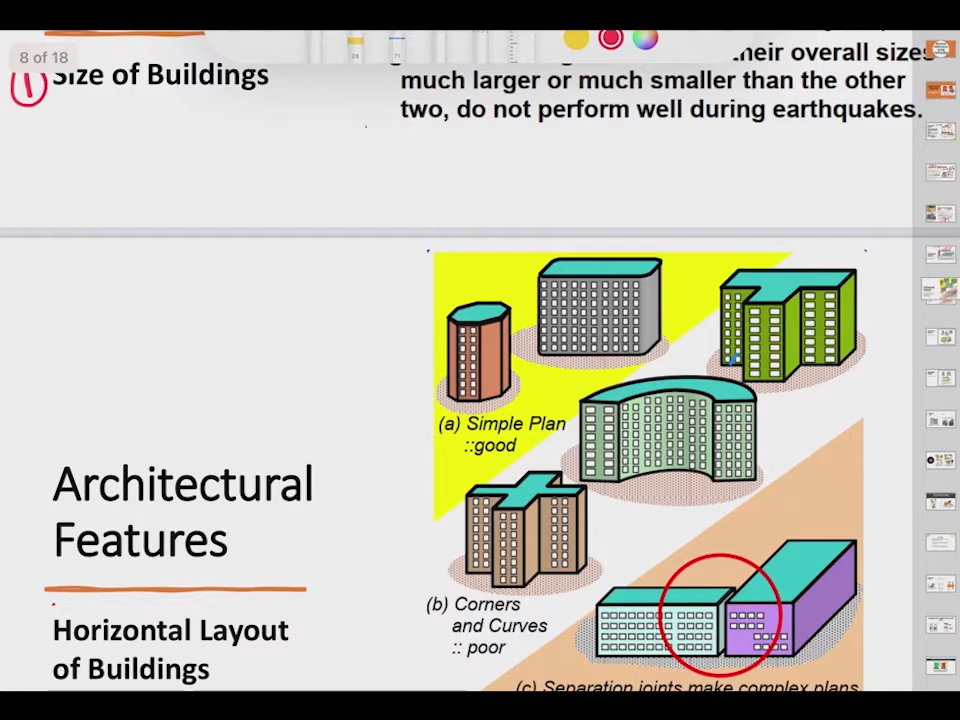 8 of 18
1
Size of Buildings
their overall sizes
much larger or much smaller than the other
two, do not perform well during earthquakes.
Architectural
Features
Horizontal Layout
of Buildings
(a) Simple Plan
::good
(b) Corners
and Curves
:: poor
(c) Separation joints make complex plans